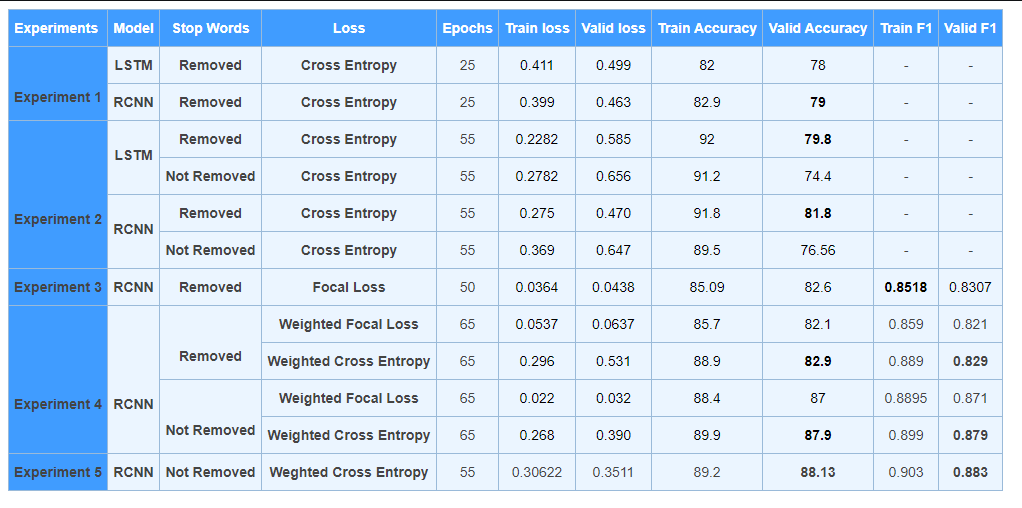 Experiments Model Stop Words Loss Epochs Train loss Valid loss Train Accuracy Valid Accuracy Train F1 Valid F1
Experiment 1 LSTM Removed Cross Entropy 25 0.411 0.499 82 78 - -
RCNN Removed Cross Entropy 25 0.399 0.463 82.9 79 - -
Experiment 2 LSTM Removed Cross Entropy 55 0.2282 0.585 92 79.8 - -
Not Removed Cross Entropy 55 0.2782 0.656 91.2 74.4 - -
RCNN Removed Cross Entropy 55 0.275 0.470 91.8 81.8 - -
Not Removed Cross Entropy 55 0.369 0.647 89.5 76.56 - -
Experiment 3 RCNN Removed Focal Loss 50 0.0364 0.0438 85.09 82.6 0.8518 0.8307
Experiment 4 RCNN Removed Weighted Focal Loss 65 0.0537 0.0637 85.7 82.1 0.859 0.821
Weighted Cross Entropy 65 0.296 0.531 88.9 82.9 0.889 0.829
Not Removed Weighted Focal Loss 65 0.022 0.032 88.4 87 0.8895 0.871
Weighted Cross Entropy 65 0.268 0.390 89.9 87.9 0.899 0.879
Experiment 5 RCNN Not Removed Weghted Cross Entropy 55 0.30622 0.3511 89.2 88.13 0.903 0.883